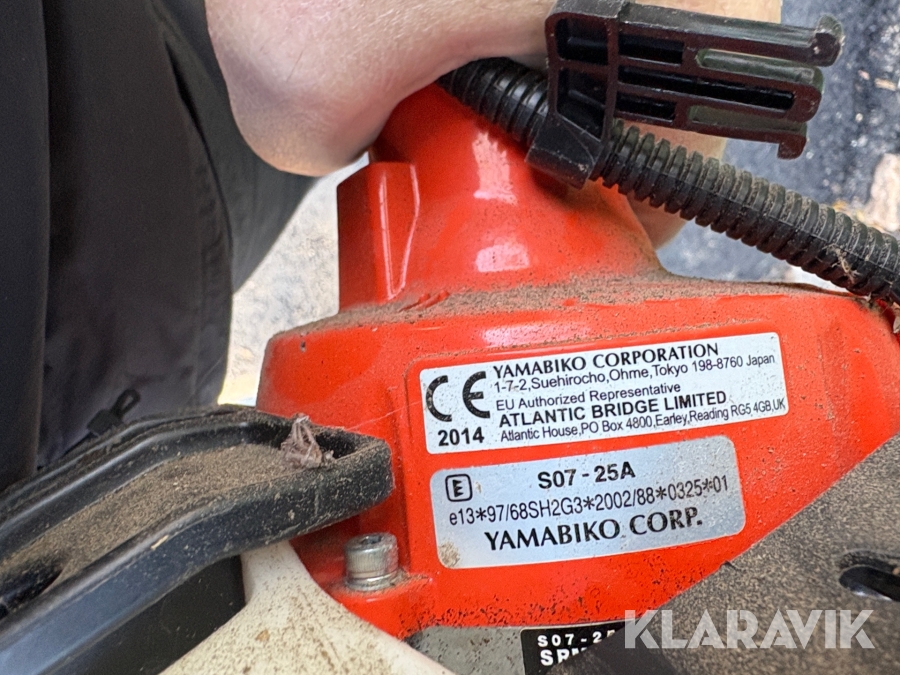 YAMABIKO CORPORATION
1-7-2,Suehirocho,Ohme,Tokyo 198-8760 Japan
EU Authorized Representative
ATLANTIC BRIDGE LIMITED
Atlantic House,PO Box 4800,Earley,Reading RG5 4GB,UK
CE
2014
E
S07-25A
e13*97/68SH2G3*2002/88*0325*01
YAMABIKO CORP.
KLARAVIK